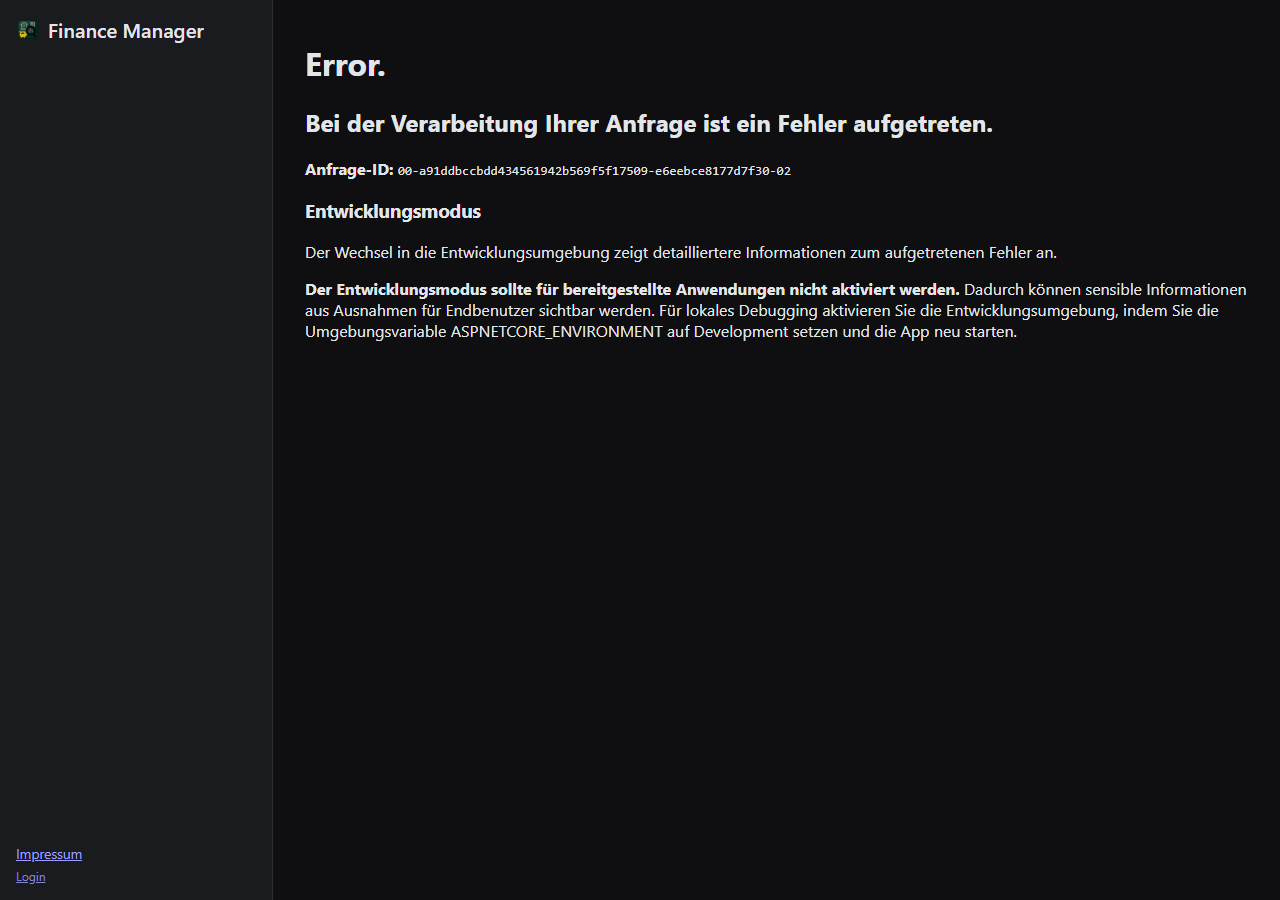 Finance Manager
Error.
Bei der Verarbeitung Ihrer Anfrage ist ein Fehler aufgetreten.
Anfrage-ID: 00-a91ddbccbdd434561942b569f5f17509-e6eebce8177d7f30-02
Entwicklungsmodus
Der Wechsel in die Entwicklungsumgebung zeigt detailliertere Informationen zum aufgetretenen Fehler an.
Der Entwicklungsmodus sollte für bereitgestellte Anwendungen nicht aktiviert werden. Dadurch können sensible Informationen
aus Ausnahmen für Endbenutzer sichtbar werden. Für lokales Debugging aktivieren Sie die Entwicklungsumgebung, indem Sie die
Umgebungsvariable ASPNETCORE_ENVIRONMENT auf Development setzen und die App neu starten.
Impressum
Login